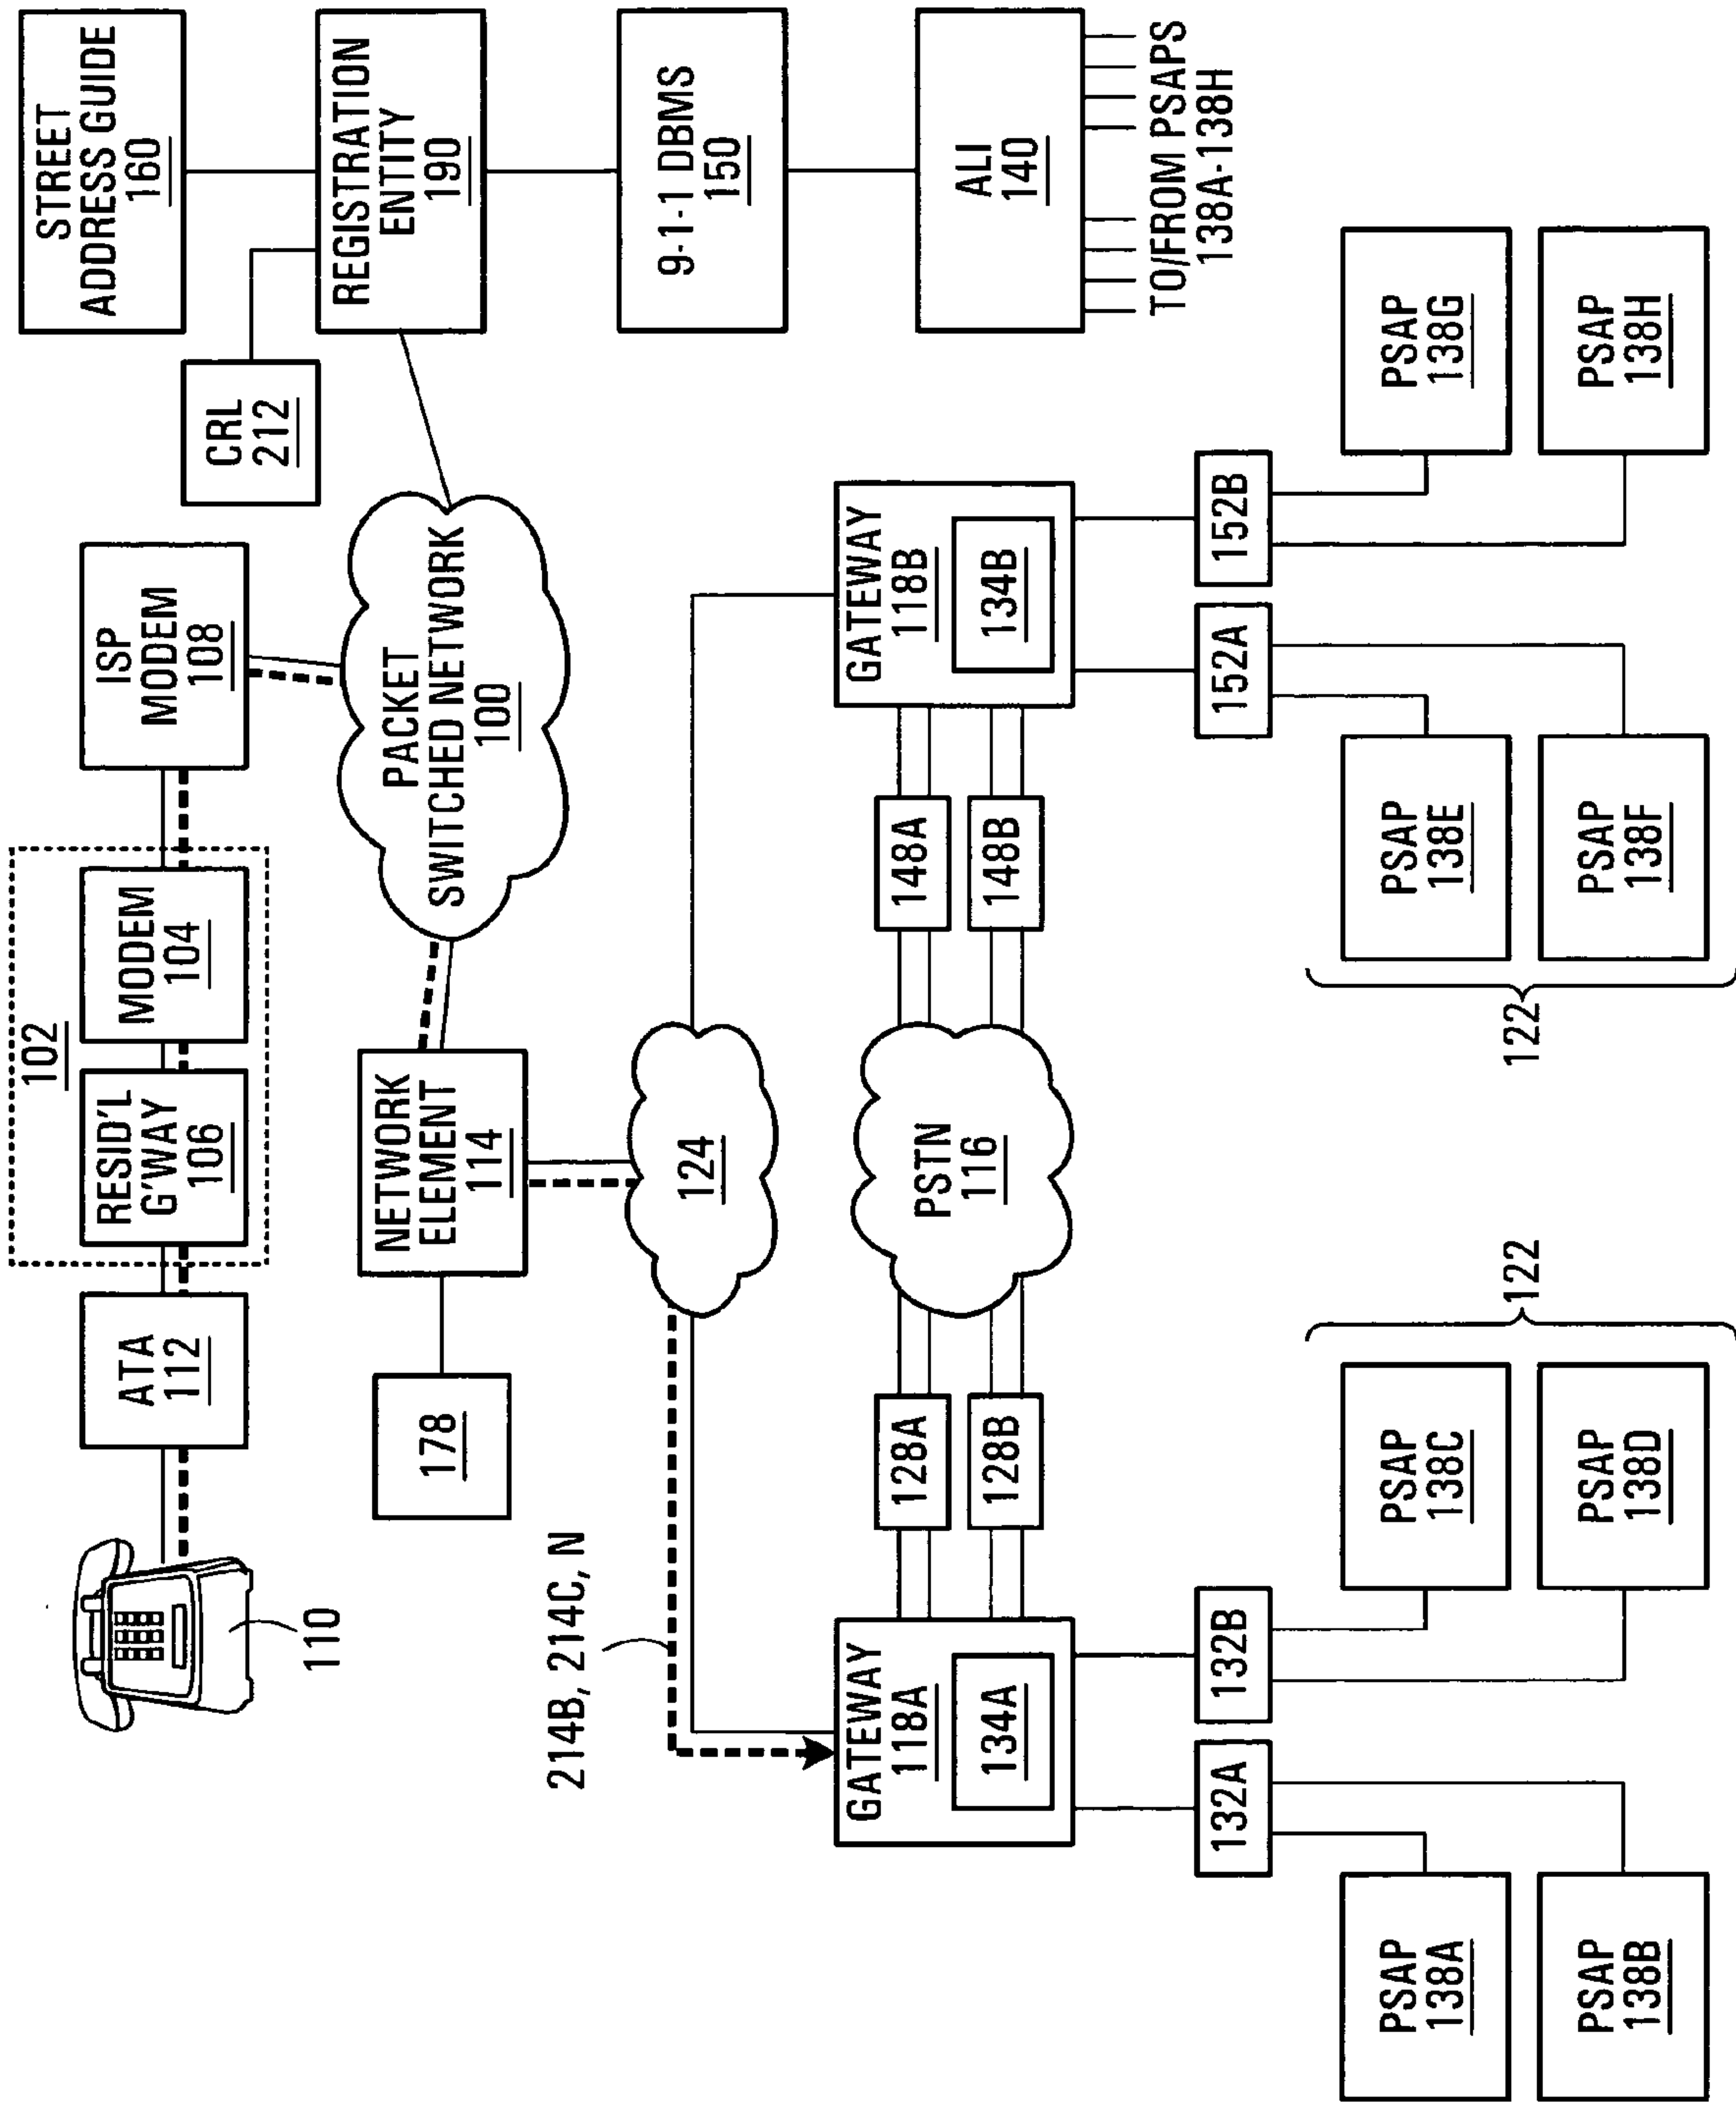 102
RESID'L
G'WAY
106
MODEM
104
ATA
112
110
ISP
MODEM
108
STREET
ADDRESS GUIDE
160
CRL
212
REGISTRATION
ENTITY
190
178
NETWORK
ELEMENT
114
PACKET
SWITCHED NETWORK
100
9-1-1 DBMS
150
214B, 214C, N
124
ALI
140
TO/FROM PSAPS
138A-138H
GATEWAY
118A
134A
128A
128B
PSTN
116
148A
148B
GATEWAY
118B
134B
132A
132B
152A
152B
122
122
PSAP
138A
PSAP
138B
PSAP
138C
PSAP
138D
PSAP
138E
PSAP
138F
PSAP
138G
PSAP
138H